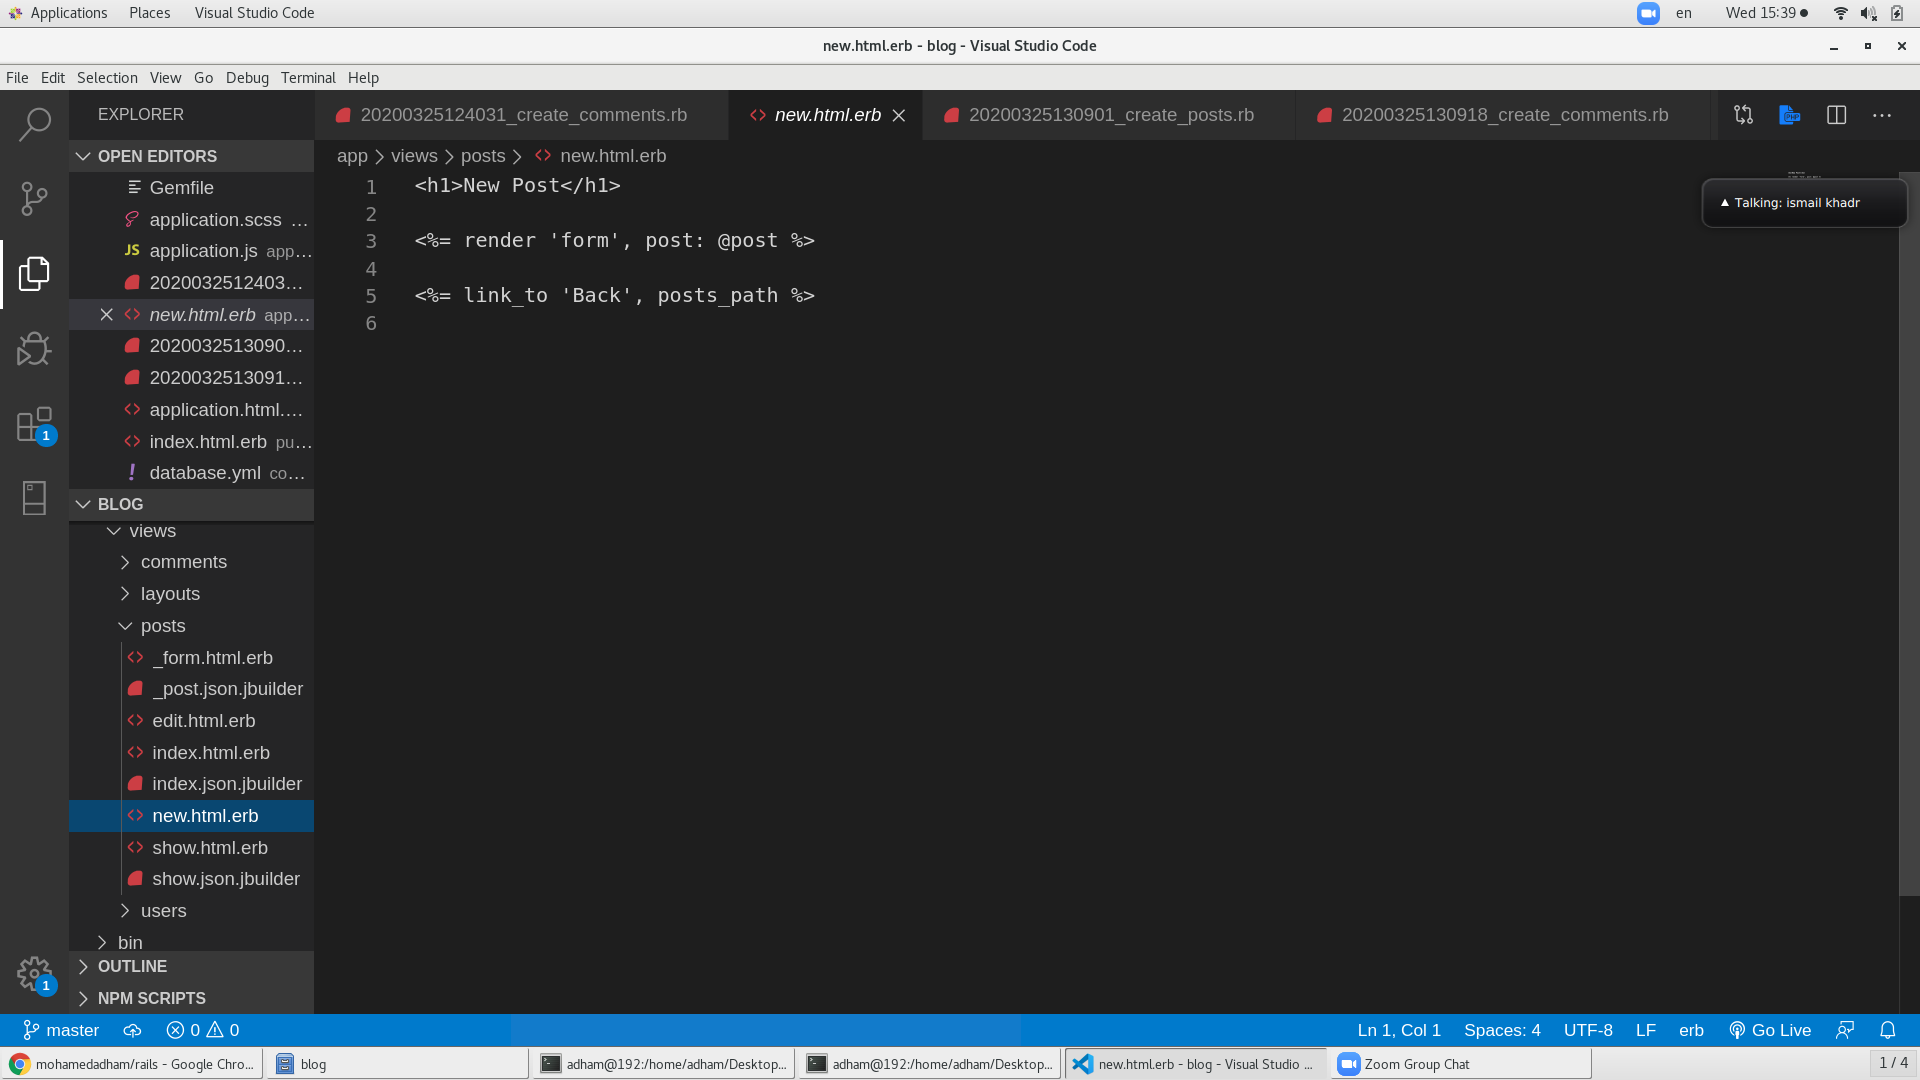 Applications Places Visual Studio Code en Wed 15:39
new.html.erb - blog - Visual Studio Code
File Edit Selection View Go Debug Terminal Help
EXPLORER
20200325124031_create_comments.rb new.html.erb 20200325130901_create_posts.rb 20200325130918_create_comments.rb
OPEN EDITORS
Gemfile
application.scss ...
application.js app...
2020032512403...
new.html.erb app...
2020032513090...
2020032513091...
application.html....
index.html.erb pu...
database.yml co...
BLOG
views
comments
layouts
posts
_form.html.erb
_post.json.jbuilder
edit.html.erb
index.html.erb
index.json.jbuilder
new.html.erb
show.html.erb
show.json.jbuilder
users
bin
OUTLINE
NPM SCRIPTS
1
1
app > views > posts > new.html.erb
1 <h1>New Post</h1>
2
3 <%= render 'form', post: @post %>
4
5 <%= link_to 'Back', posts_path %>
6
Talking: ismail khadr
master 0 0 Ln 1, Col 1 Spaces: 4 UTF-8 LF erb Go Live
mohamedadham/rails - Google Chro... blog adham@192:/home/adham/Desktop... adham@192:/home/adham/Desktop... new.html.erb - blog - Visual Studio ... Zoom Group Chat 1 / 4